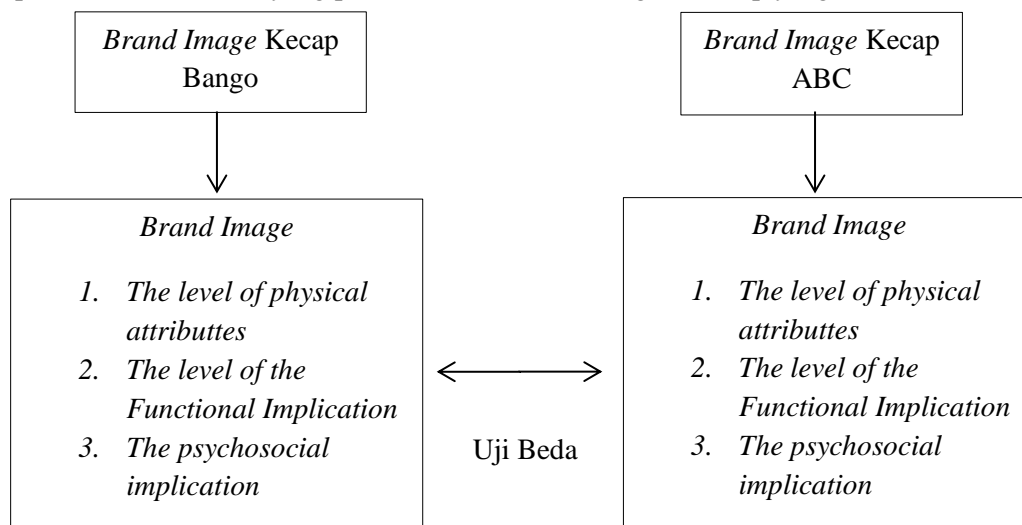 Brand Image Kecap
Bango
Brand Image Kecap
ABC
Brand Image
1. The level of physical
attributtes
2. The level of the
Functional Implication
3. The psychosocial
implication
Uji Beda
Brand Image
1. The level of physical
attributtes
2. The level of the
Functional Implication
3. The psychosocial
implication